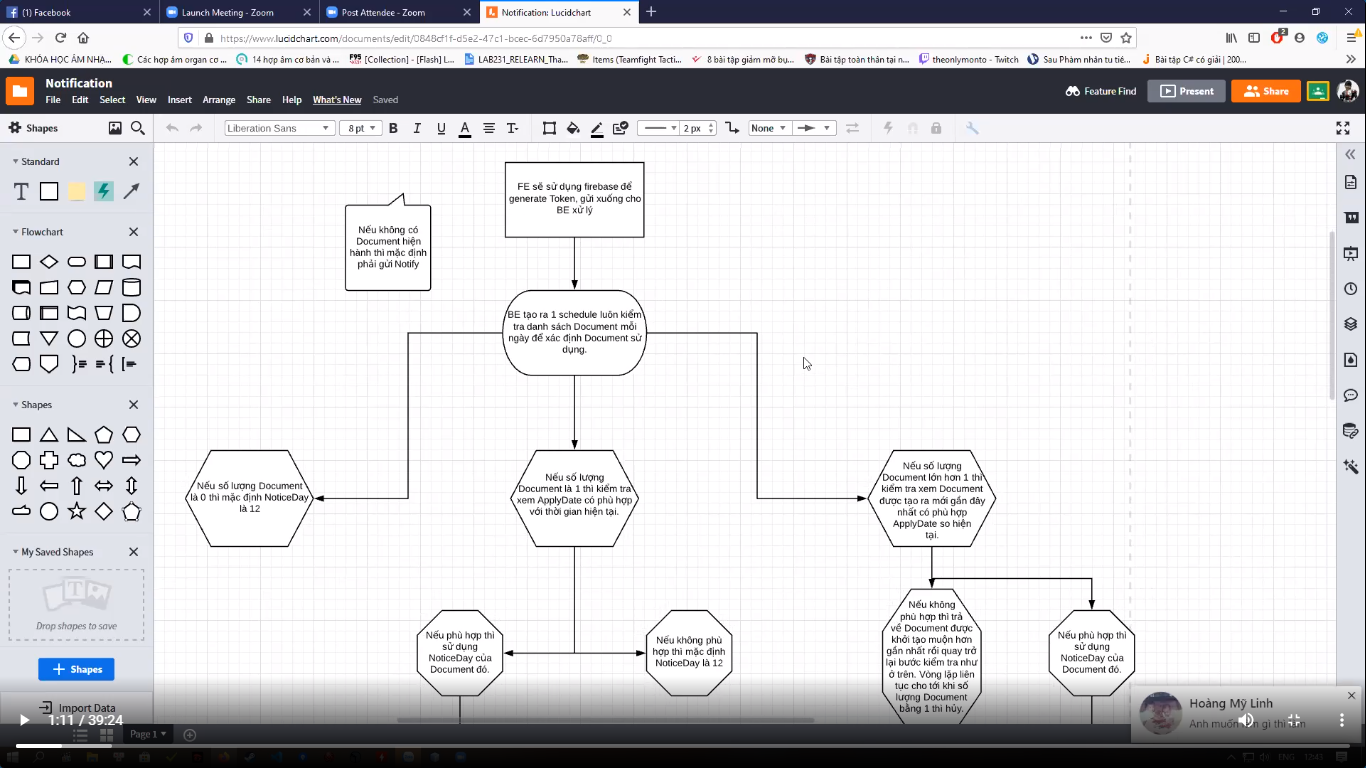 (1) Facebook
Launch Meeting - Zoom
Post Attendee - Zoom
Notification: Lucidchart
https://www.lucidchart.com/documents/edit/0848cf1f-d5e2-47c1-bcec-6d7950a78aff/0_0
2
KHÓA HỌC ÂM NHA...
Các hợp âm organ cơ ...
14 hợp âm cơ bản và ...
F95 [Collection] - [Flash] L...
LAB231_RELEARN_Tha...
Items (Teamfight Tacti...
8 bài tập giảm mỡ bụ...
Bài tập toàn thân tại n...
theonlymonto - Twitch
Sau Pham nhân tu tiê...
Bài tập C# có giải | 200...
Notification
File Edit Select View Insert Arrange Share Help What's New Saved
Feature Find
Present
Share
Shapes
Liberation Sans
8 pt
B I U A T
2 px
None
Standard
T
Flowchart
Shapes
My Saved Shapes
T
Drop shapes to save
+ Shapes
Import Data
FE sẽ sử dụng firebase để
generate Token, gửi xuống cho
BE xử lý
Nếu không có
Document hiện
hành thì mặc định
phải gửi Notify
BE tạo ra 1 schedule luôn kiểm
tra danh sách Document mỗi
ngày để xác định Document sử
dụng.
Nếu số lượng Document
là 0 thì mặc định NoticeDay
là 12
Nếu số lượng
Document là 1 thì kiểm tra
xem ApplyDate có phù hợp
với thời gian hiện tại.
Nếu số lượng
Document lớn hơn 1 thì
kiểm tra xem Document
được tạo ra mới gần đây
nhất có phù hợp
ApplyDate so hiện
tại.
Nếu phù hợp thì
sử dụng
NoticeDay của
Document đó.
Nếu không phù
hợp thì mặc định
NoticeDay là 12
Nếu không
phù hợp thì trả
về Document được
khởi tạo muộn hơn
gần nhất rồi quay trở
lại bước kiểm tra như
ở trên. Vòng lặp liên
tục cho tới khi số
lượng Document
bằng 1 thì hủy.
Nếu phù hợp thì
sử dụng
NoticeDay của
Document đó.
Hoàng Mỹ Linh
Anh muốn
gì thì
1:11 / 39:24
Page 1
ENG